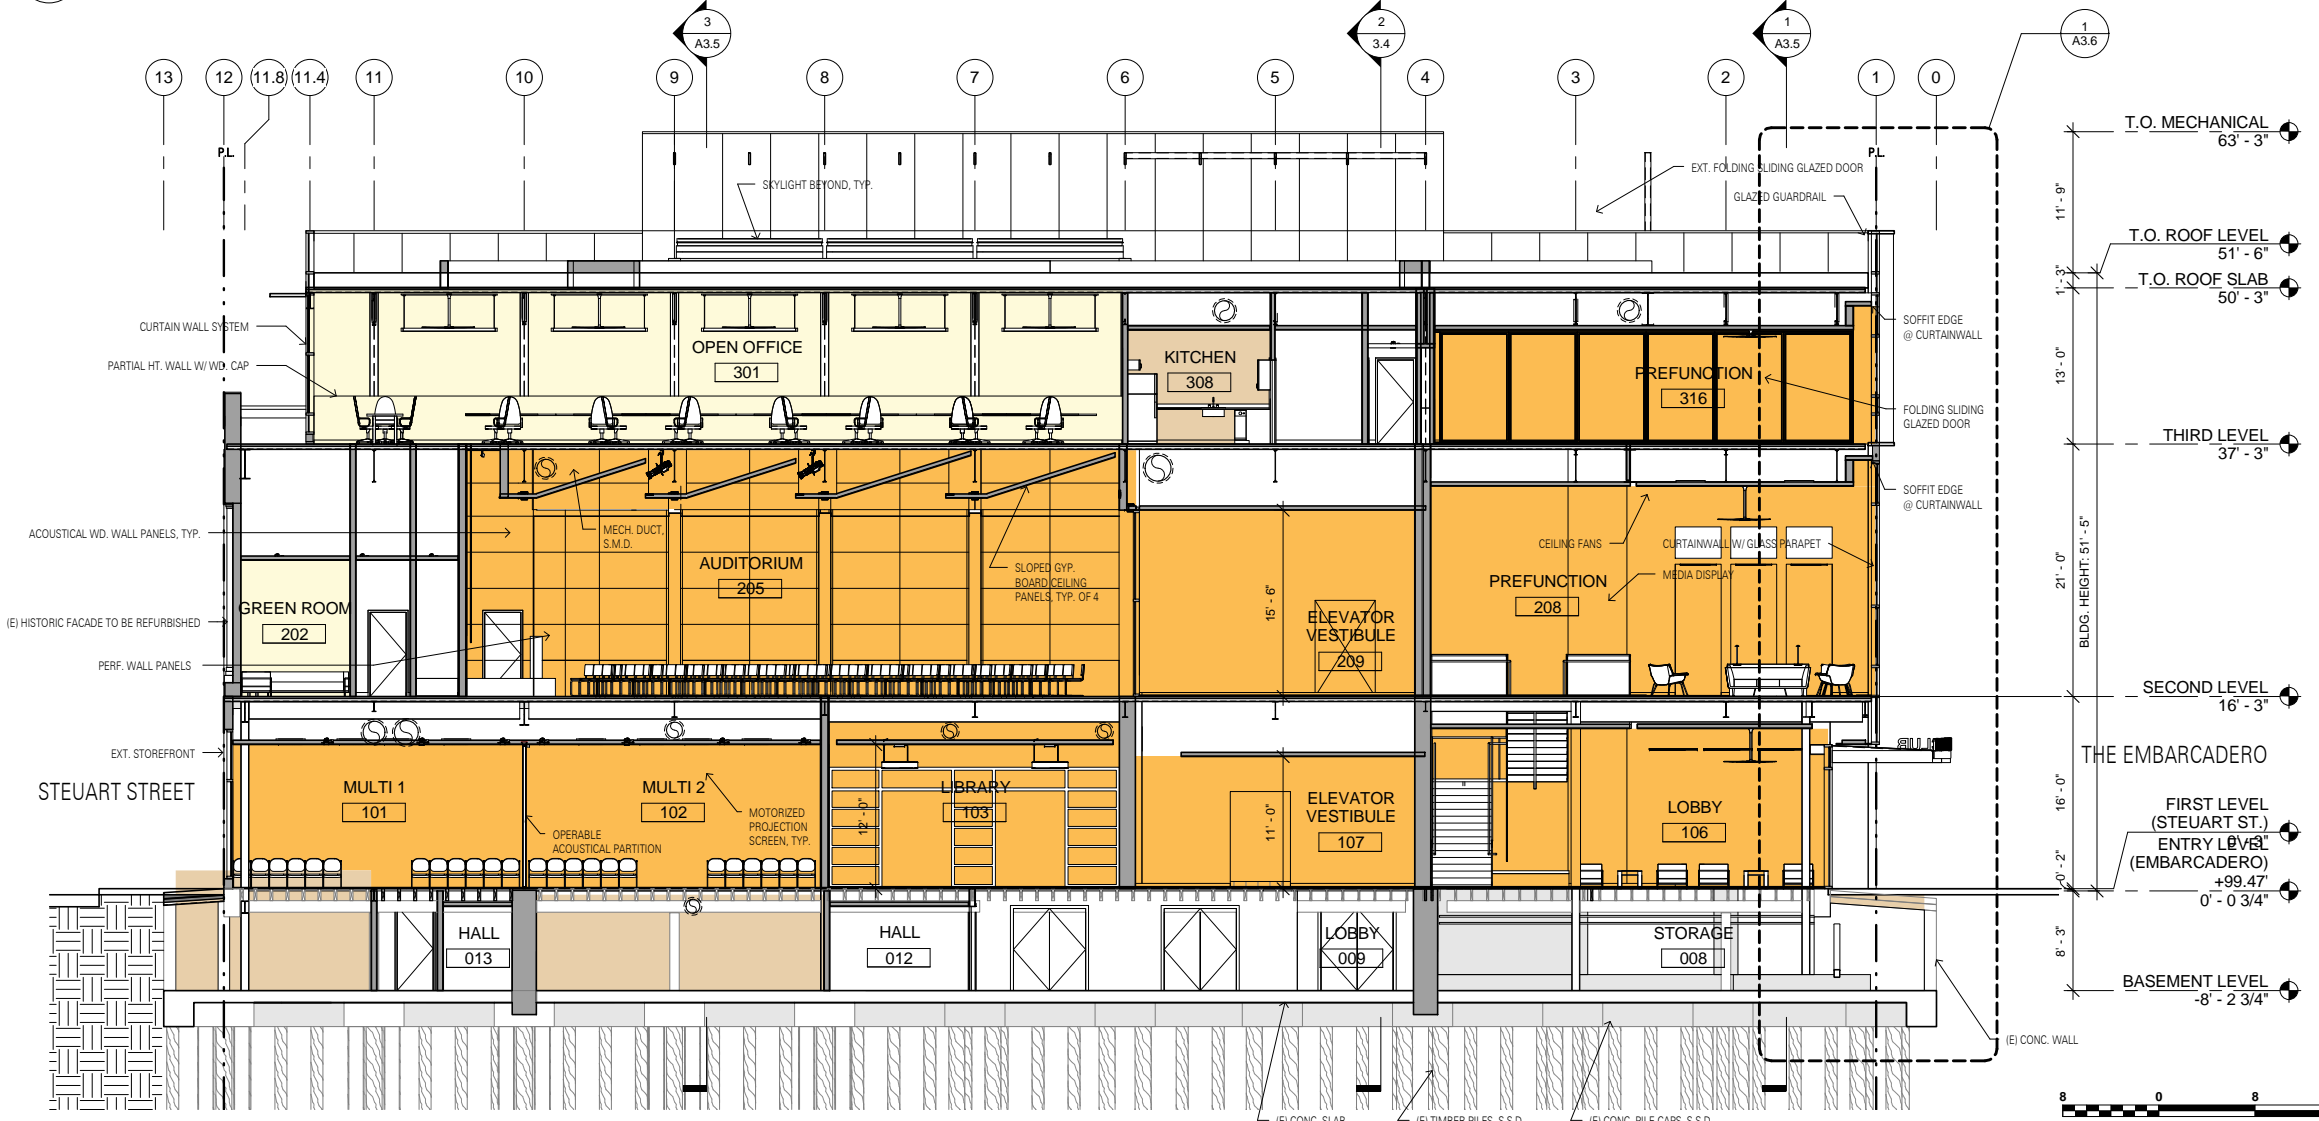 3
A3.5
2
3.4
1
A3.5
1
A3.6
13
12
11.8
11.4
11
10
9
8
7
6
5
4
3
2
1
0
P.L.
P.L.
T.O. MECHANICAL
63' - 3"
SKYLIGHT BEYOND, TYP.
EXT. FOLDING SLIDING GLAZED DOOR
GLAZED GUARDRAIL
11' - 9"
T.O. ROOF LEVEL
51' - 6"
1' - 3"
T.O. ROOF SLAB
50' - 3"
CURTAIN WALL SYSTEM
PARTIAL HT. WALL W/ WD. CAP
OPEN OFFICE
301
KITCHEN
308
PREFUNCTION
316
SOFFIT EDGE
@ CURTAINWALL
13' - 0"
FOLDING SLIDING
GLAZED DOOR
THIRD LEVEL
37' - 3"
SOFFIT EDGE
@ CURTAINWALL
ACOUSTICAL WD. WALL PANELS, TYP.
MECH. DUCT,
S.M.D.
AUDITORIUM
205
SLOPED GYP.
BOARD CEILING
PANELS, TYP. OF 4
CEILING FANS
CURTAINWALL W/ GLASS PARAPET
MEDIA DISPLAY
PREFUNCTION
208
15' - 6"
21' - 0"
BLDG. HEIGHT: 51' - 5"
GREEN ROOM
202
(E) HISTORIC FACADE TO BE REFURBISHED
ELEVATOR
VESTIBULE
209
PERF. WALL PANELS
SECOND LEVEL
16' - 3"
EXT. STOREFRONT
STEUART STREET
MULTI 1
101
MULTI 2
102
OPERABLE
ACOUSTICAL PARTITION
MOTORIZED
PROJECTION
SCREEN, TYP.
12' - 0"
LIBRARY
103
11' - 0"
ELEVATOR
VESTIBULE
107
LOBBY
106
THE EMBARCADERO
16' - 0"
FIRST LEVEL
(STEUART ST.)
0' - 3"
ENTRY LEVEL
(EMBARCADERO)
+99.47'
0' - 0 3/4"
0' - 2"
HALL
013
HALL
012
LOBBY
009
STORAGE
008
8' - 3"
BASEMENT LEVEL
-8' - 2 3/4"
(E) CONC. WALL
(E) CONC. SLAB
(E) TIMBER PILES, S.S.D.
(E) CONC. PILE CAPS, S.S.D.
8
0
8